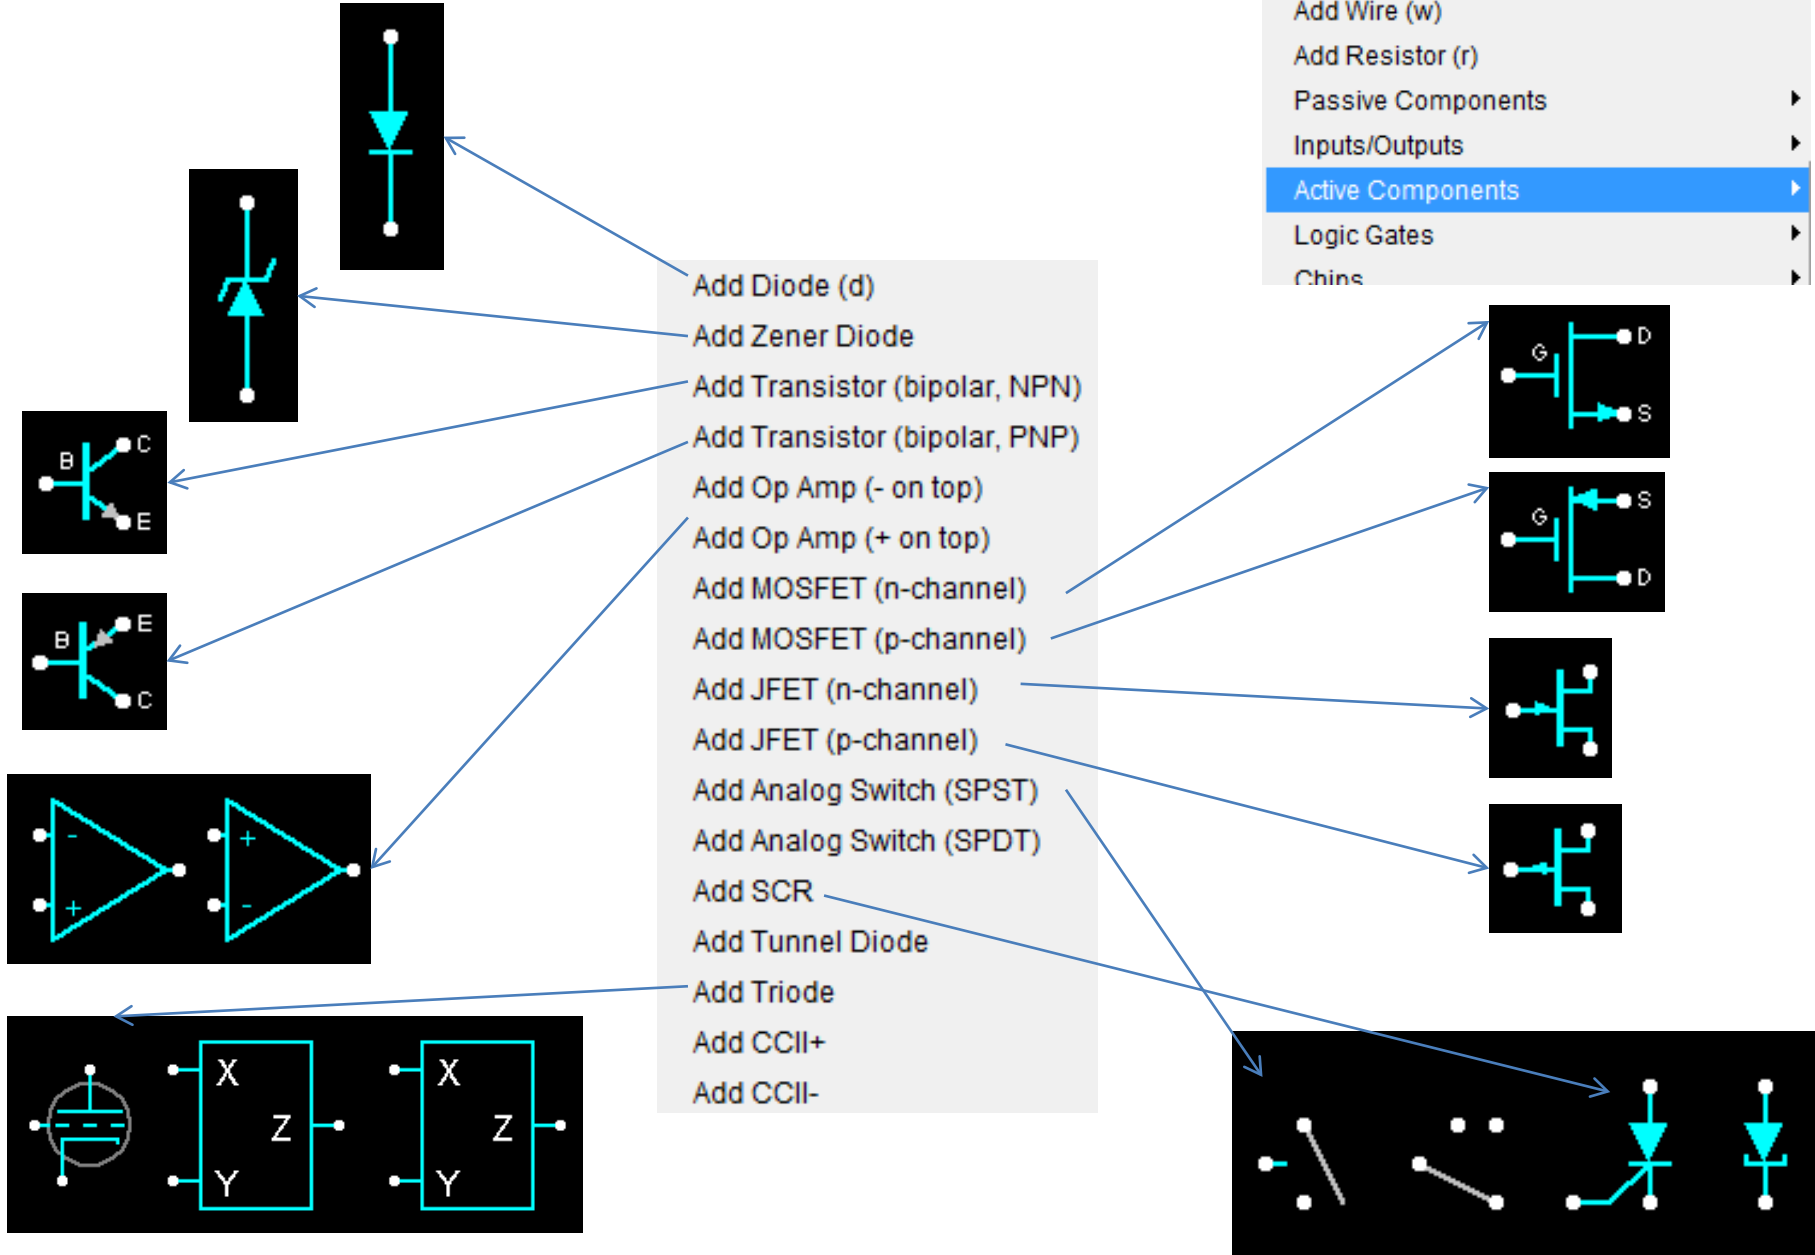 Add Wire (w)
Add Resistor (r)
Passive Components
Inputs/Outputs
Active Components
Logic Gates
Chips
Add Diode (d)
Add Zener Diode
Add Transistor (bipolar, NPN)
Add Transistor (bipolar, PNP)
Add Op Amp (- on top)
Add Op Amp (+ on top)
Add MOSFET (n-channel)
Add MOSFET (p-channel)
Add JFET (n-channel)
Add JFET (p-channel)
Add Analog Switch (SPST)
Add Analog Switch (SPDT)
Add SCR
Add Tunnel Diode
Add Triode
Add CCII+
Add CCII-
B C
E
B E
C
- +
+ -
X Z Y
X Z Y
G D
S
G S
D